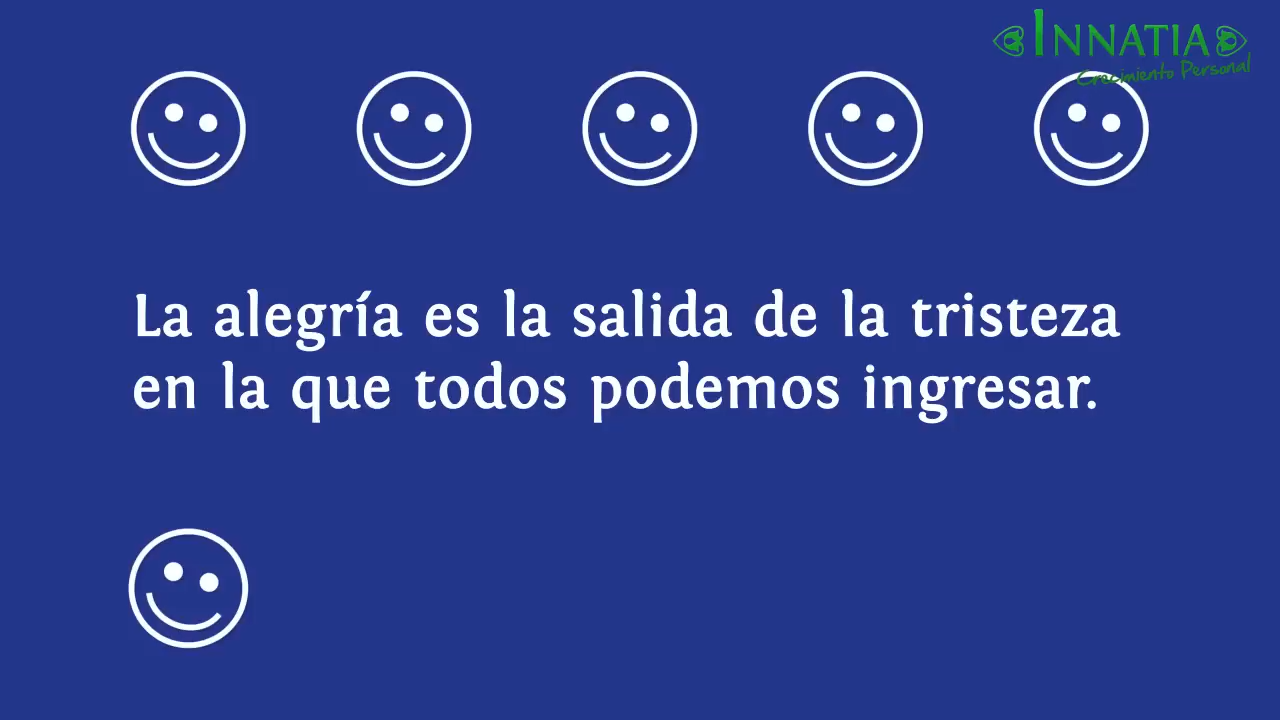 INNATIA
Crecimiento Personal
La alegría es la salida de la tristeza
en la que todos podemos ingresar.